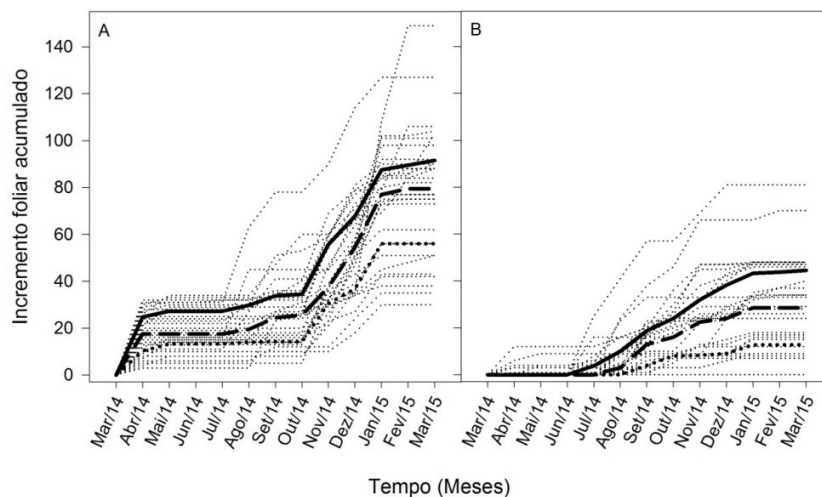 A
B
Incremento foliar acumulado
140
120
100
80
60
40
20
0
Mar/14
Abr/14
Mai/14
Jun/14
Jul/14
Ago/14
Set/14
Out/14
Nov/14
Dez/14
Jan/15
Fev/15
Mar/15
Mar/14
Abr/14
Mai/14
Jun/14
Jul/14
Ago/14
Set/14
Out/14
Nov/14
Dez/14
Jan/15
Fev/15
Mar/15
Tempo (Meses)